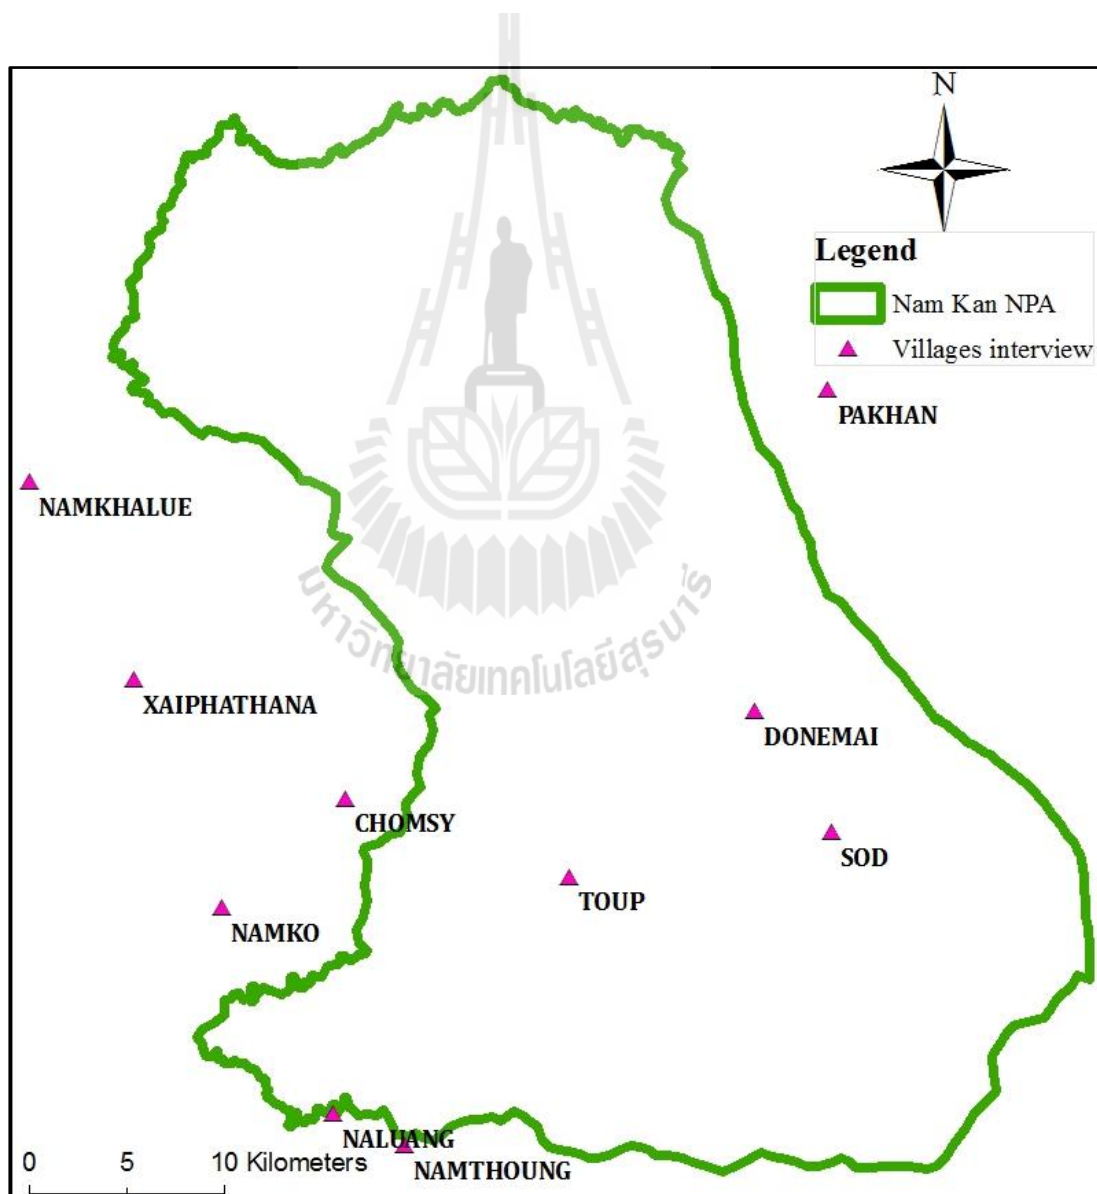 N
Legend
Nam Kan NPA
Villages interview
PAKHAN
NAMKHALUE
มหาวิทยาลัยเทคโนโลยีสุรนารี
XAIPHATHANA
DONEMAI
CHOMSY
SOD
TOUP
NAMKO
NALUANG
0 5 10 Kilometers
NAMTHOUNG